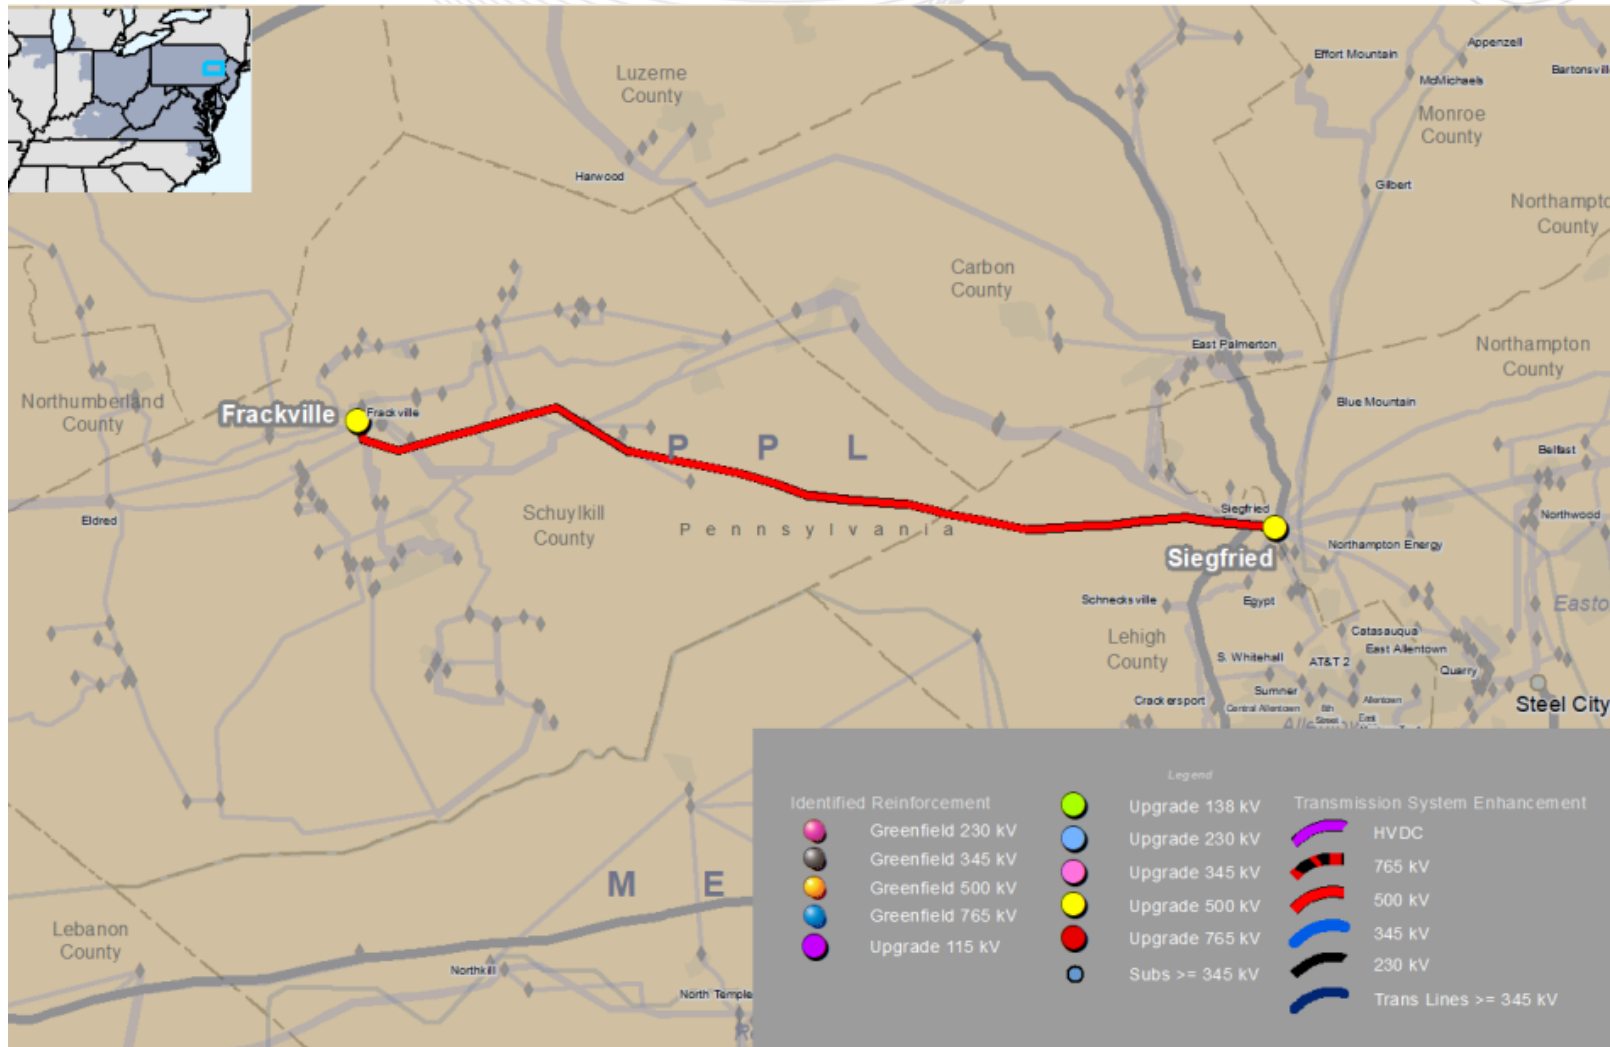 Luzerne
County
Effort Mountain
Appenzell
McMichaels
Bartonsvill
Monroe
County
Harwood
Gilbert
Northampto
County
Carbon
County
East Palmerton
Northampton
County
Northumberland
County
Frackville
Frackville
Blue Mountain
P P L
Belfast
Eldred
Schuylkill
County
Pennsylvania
Siegfried
Siegfried
Northwood
Northampton Energy
Schnecksville
Egypt
Easto
Lehigh
County
Catasauqua
East Allentown
S. Whitehall
AT&T 2
Quarry
Sumner
Crackersport
Central Allentown
8th
Street
Allentown
East
Steel City
M E
Lebanon
County
Northkill
North Temple
Legend
Identified Reinforcement
Greenfield 230 kV
Greenfield 345 kV
Greenfield 500 kV
Greenfield 765 kV
Upgrade 115 kV
Upgrade 138 kV
Upgrade 230 kV
Upgrade 345 kV
Upgrade 500 kV
Upgrade 765 kV
Subs >= 345 kV
Transmission System Enhancement
HVDC
765 kV
500 kV
345 kV
230 kV
Trans Lines >= 345 kV